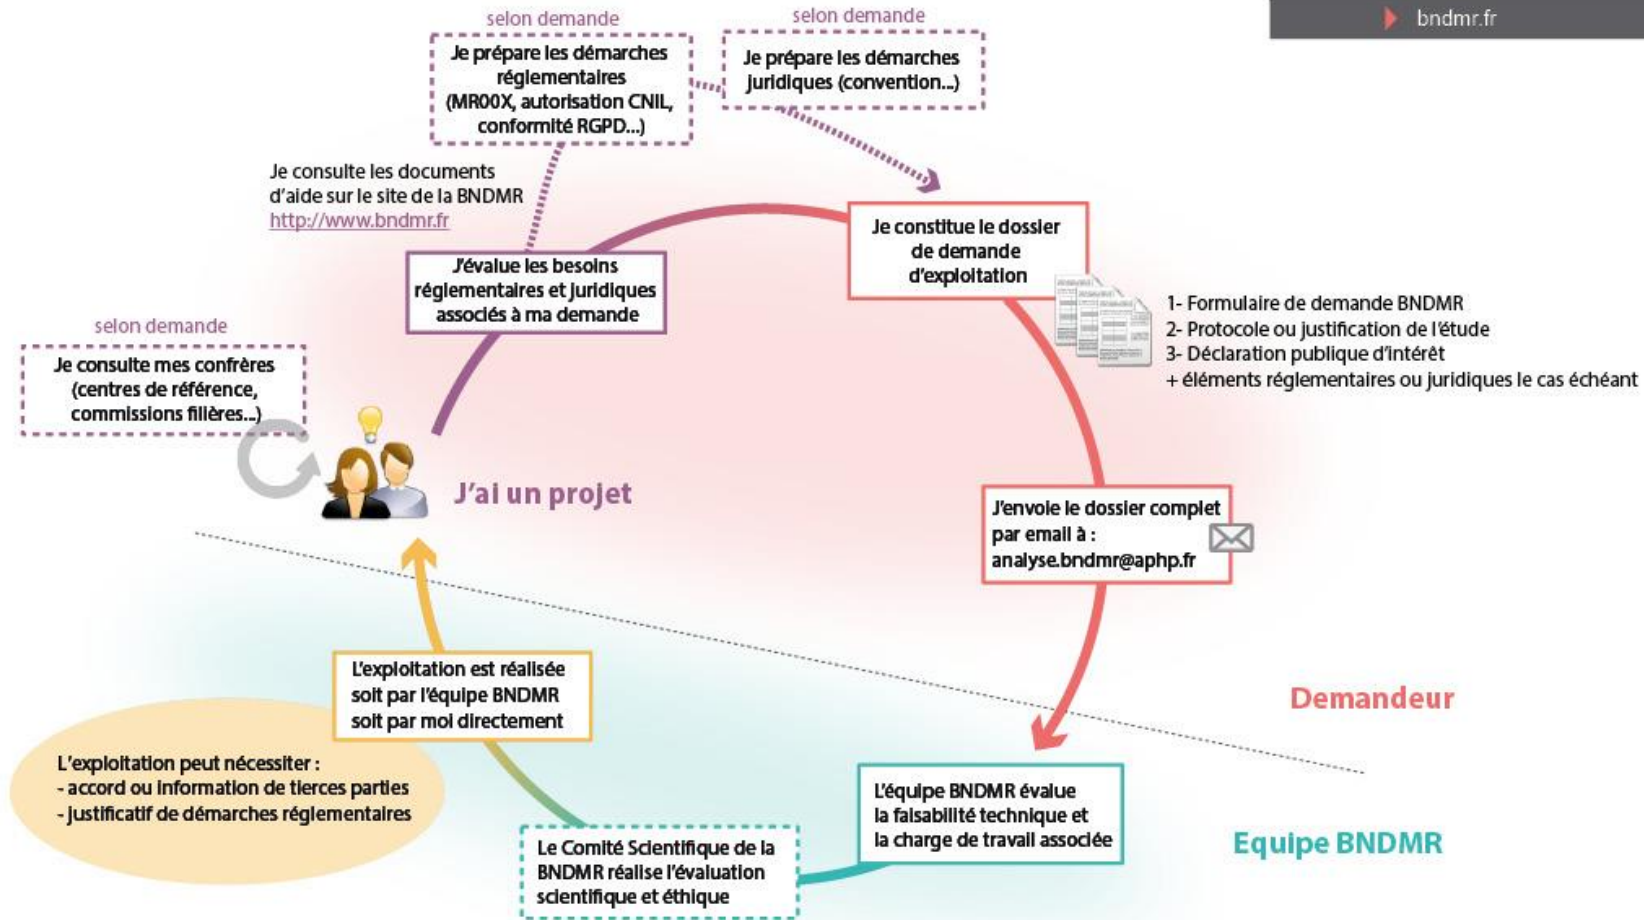 bndmr.fr
selon demande
Je prépare les démarches
réglementaires
(MR00X, autorisation CNIL,
conformité RGPD...)
selon demande
Je prépare les démarches
juridiques (convention...)
Je consulte les documents
d'aide sur le site de la BNDMR
http://www.bndmr.fr
J'évalue les besoins
réglementaires et juridiques
associés à ma demande
Je constitue le dossier
de demande
d'exploitation
1- Formulaire de demande BNDMR
2- Protocole ou justification de l'étude
3- Déclaration publique d'intérêt
+ éléments réglementaires ou juridiques le cas échéant
selon demande
Je consulte mes confrères
(centres de référence,
commissions filières...)
J'ai un projet
J'envoie le dossier complet
par email à :
analyse.bndmr@aphp.fr
Demandeur
L'exploitation est réalisée
soit par l'équipe BNDMR
soit par moi directement
L'exploitation peut nécessiter :
- accord ou information de tierces parties
- justificatif de démarches réglementaires
L'équipe BNDMR évalue
la faisabilité technique et
la charge de travail associée
Equipe BNDMR
Le Comité Scientifique de la
BNDMR réalise l'évaluation
scientifique et éthique